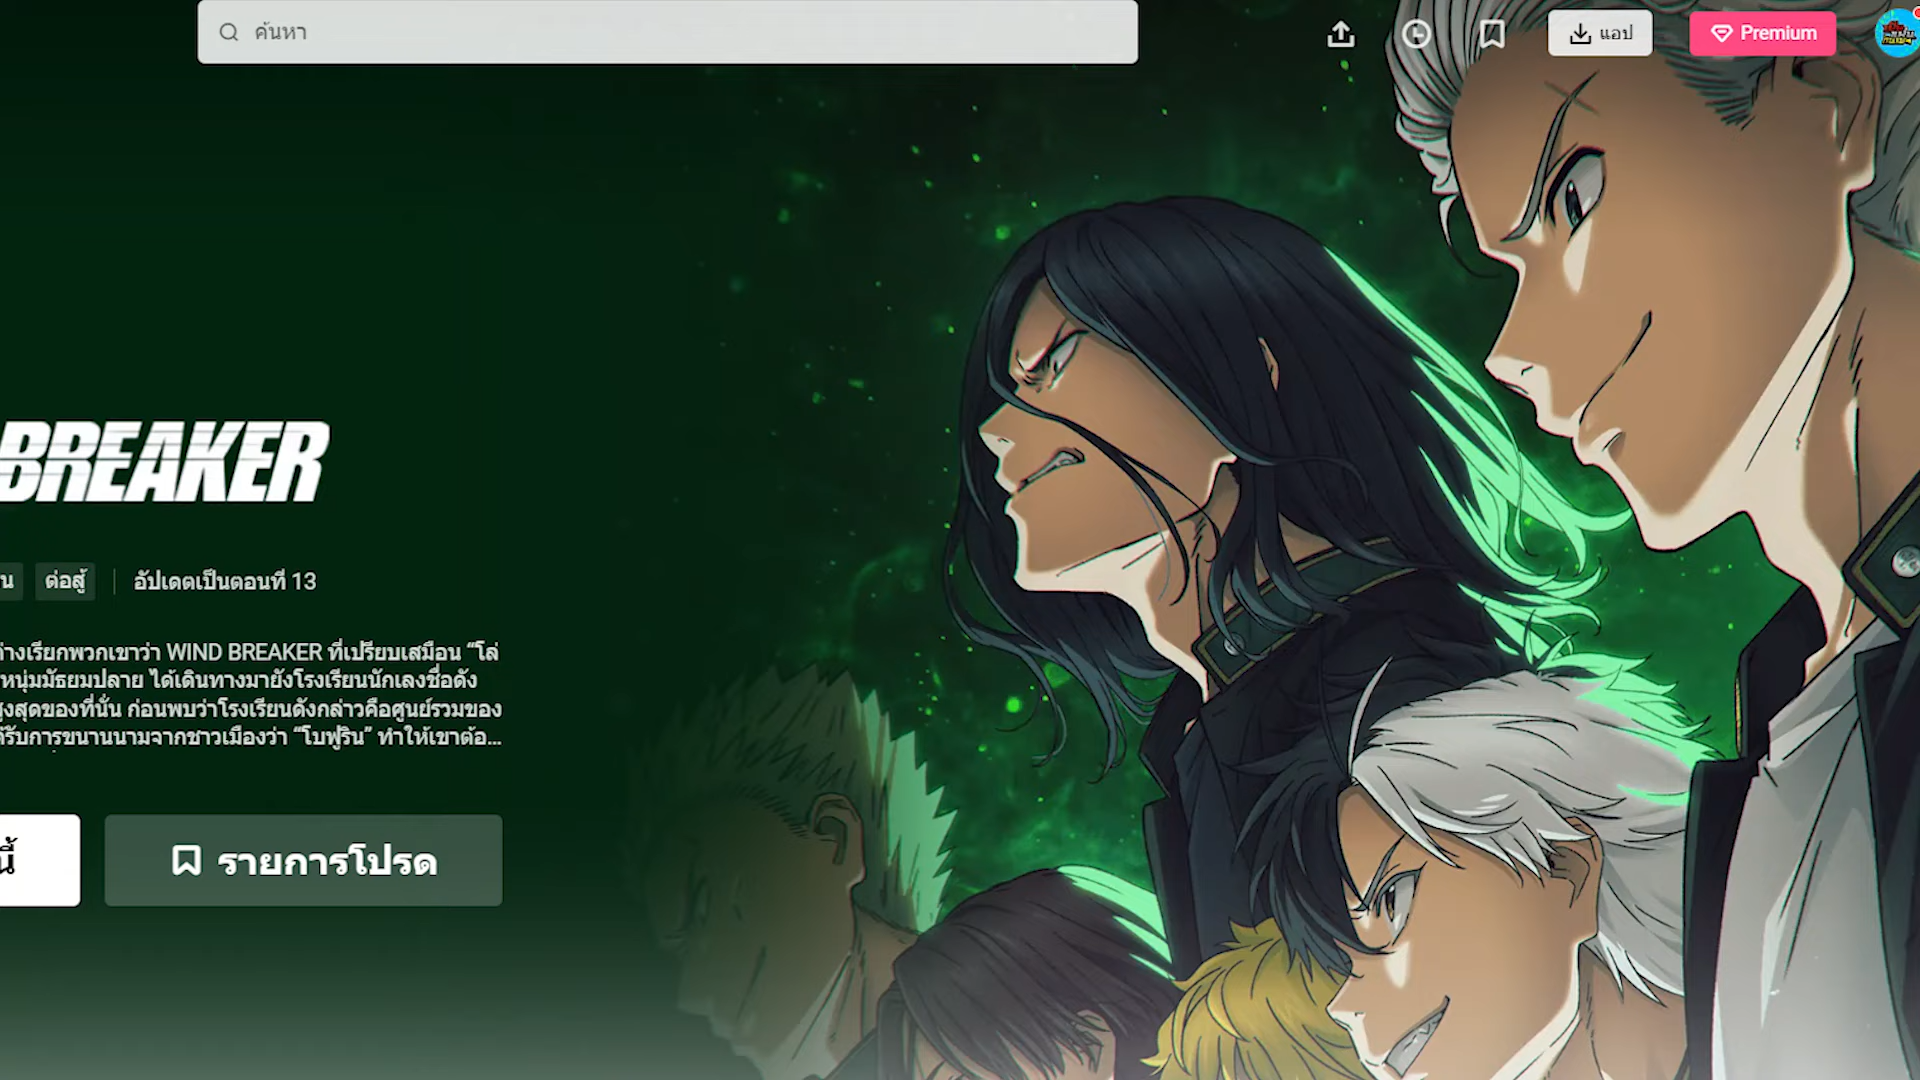 ค้นหา
แอป
Premium
BREAKER
น
ต่อสู้
อัปเดตเป็นตอนที่ 13
ต่างเรียกพวกเขาว่า WIND BREAKER ที่เปรียบเสมือน “โล่
หนุ่มมัธยมปลาย ได้เดินทางมายังโรงเรียนนักเลงชื่อดัง
สูงสุดของที่นั่น ก่อนพบว่าโรงเรียนดังกล่าวคือศูนย์รวมของ
ได้รับการขนานนามจากชาวเมืองว่า “โบฟูริน” ทำให้เขาต้อ...
นี้
รายการโปรด